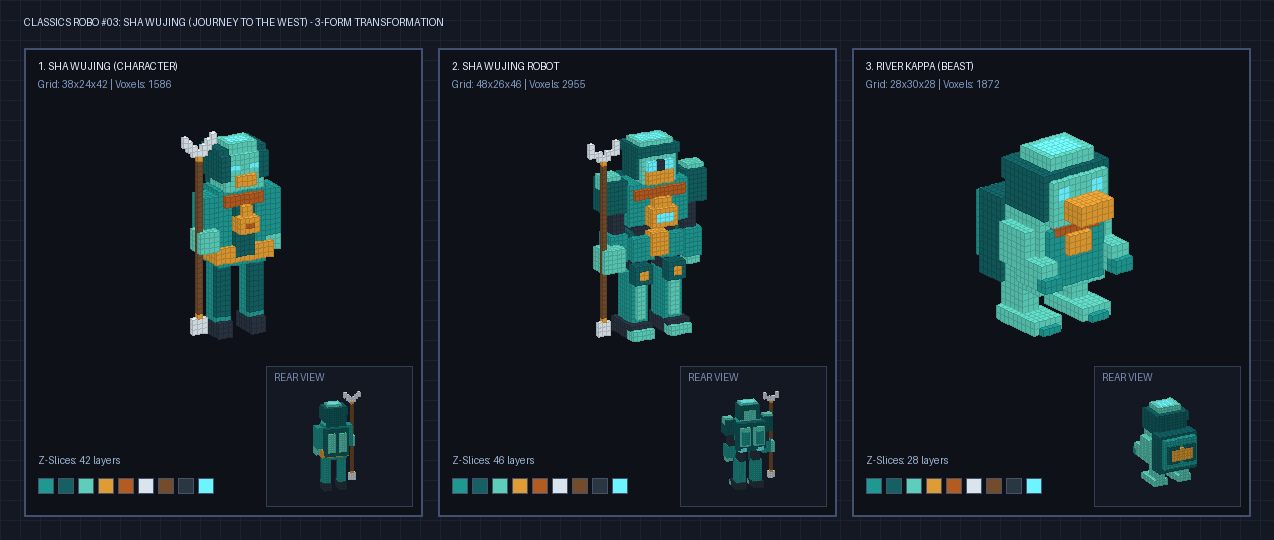 CLASSICS ROBO #03: SHA WUJING (JOURNEY TO THE WEST) - 3-FORM TRANSFORMATION
1. SHA WUJING (CHARACTER)
Grid: 38x24x42 | Voxels: 1586
REAR VIEW
Z-Slices: 42 layers
2. SHA WUJING ROBOT
Grid: 48x26x46 | Voxels: 2955
REAR VIEW
Z-Slices: 46 layers
3. RIVER KAPPA (BEAST)
Grid: 28x30x28 | Voxels: 1872
REAR VIEW
Z-Slices: 28 layers